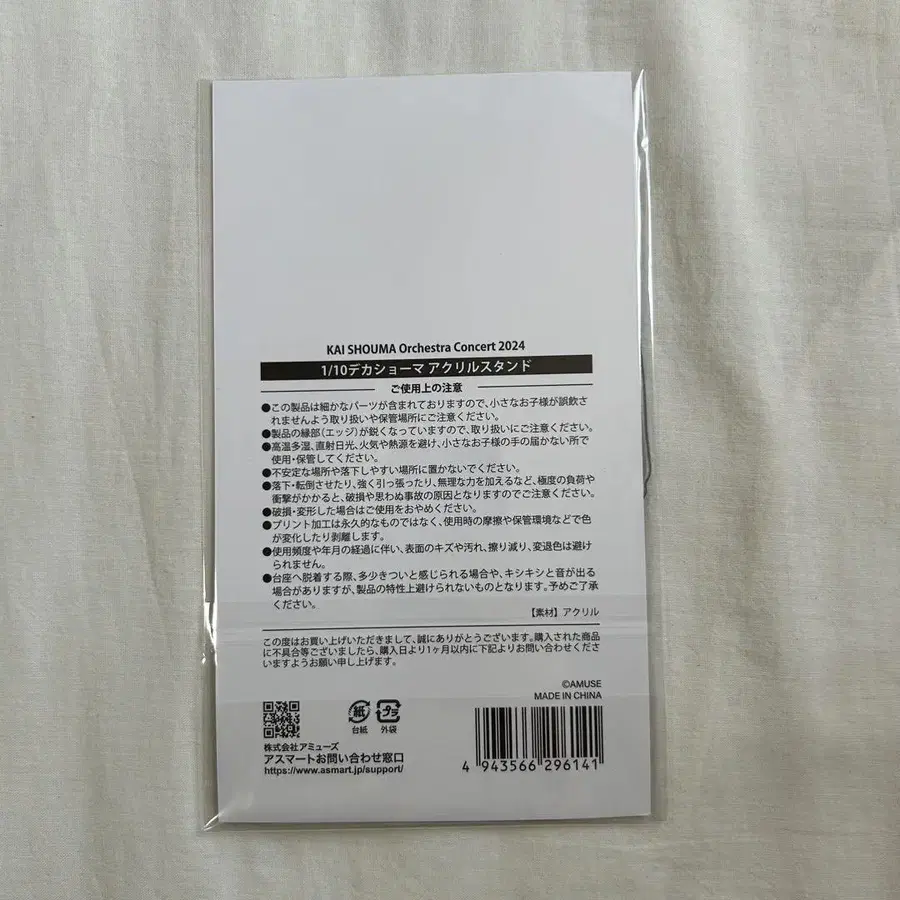 KAI SHOUMA Orchestra Concert 2024
1/10デカショーマ アクリルスタンド
ご使用上の注意
●この製品は細かなパーツが含まれておりますので、小さなお子様が誤飲さ
れませんよう取り扱いや保管場所にご注意ください。
●製品の縁部（エッジ）が鋭くなっていますので、取り扱いにご注意ください。
●高温多湿、直射日光、火気や熱源を避け、小さなお子様の手の届かない所で
使用・保管してください。
●不安定な場所や落下しやすい場所に置かないでください。
●落下・転倒させたり、強く引っ張ったり、無理な力を加えるなど、極度の負荷や
衝撃がかかると、破損や思わぬ事故の原因となりますのでご注意ください。
●破損・変形した場合はご使用をおやめください。
●プリント加工は永久的なものではなく、使用時の摩擦や保管環境などで色
が変化したり剥離します。
●使用頻度や年月の経過に伴い、表面のキズや汚れ、擦り減り、変退色は避け
られません。
●台座へ脱着する際、多少きついと感じられる場合や、キシキシと音が出る
場合がありますが、製品の特性上避けられないものとなります。予めご了承
ください。
【素材】アクリル
この度はお買い上げいただきまして、誠にありがとうございます。購入された商品
に不具合等ございましたら、購入日より1ヶ月以内に下記よりお問い合わせくださ
いますようお願い申し上げます。
©AMUSE
MADE IN CHINA
紙
プラ
台紙
外袋
株式会社アミューズ
アスマートお問い合わせ窓口
https://www.asmart.jp/support/
4 943566 296141